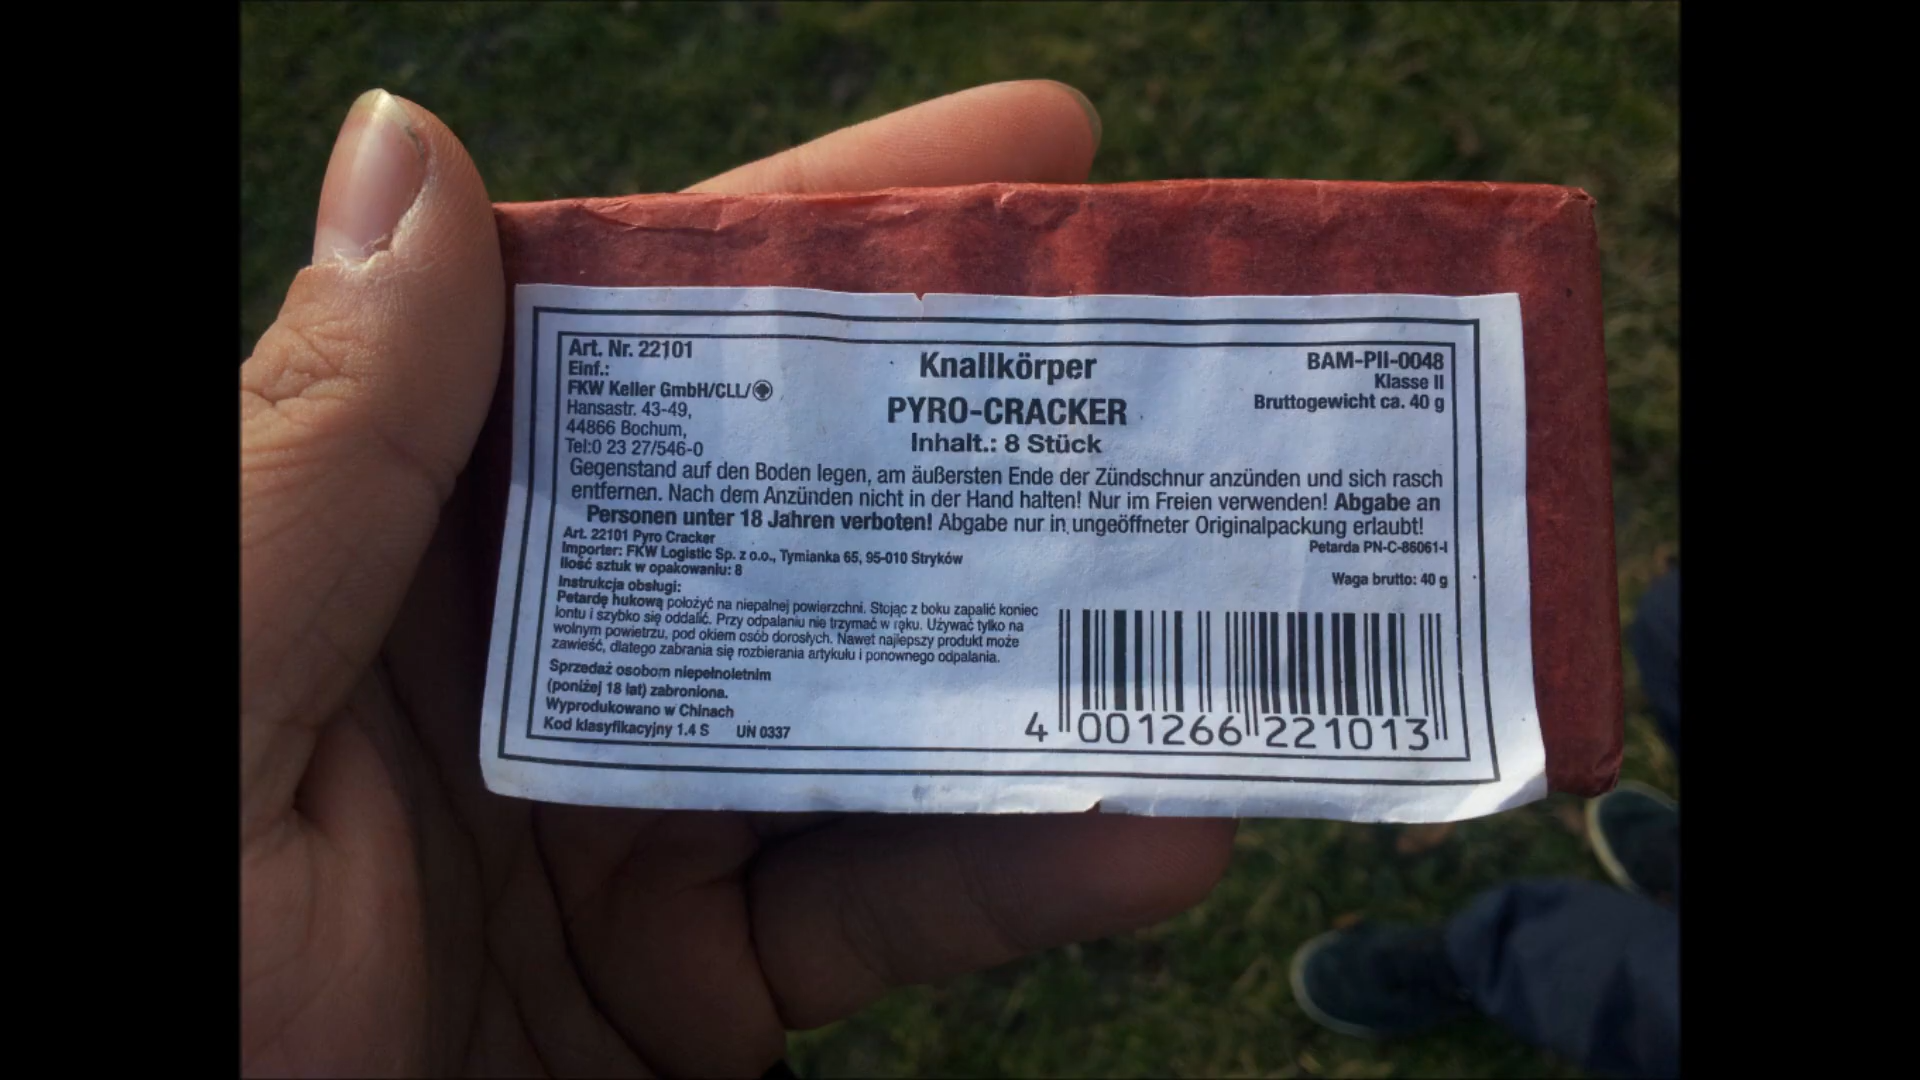 Art. Nr. 22101
Einf.:
FKW Keller GmbH/CLL/
Hansastr. 43-49,
44866 Bochum,
Tel:0 23 27/546-0
Knallkörper
PYRO-CRACKER
Inhalt.: 8 Stück
BAM-PII-0048
Klasse II
Bruttogewicht ca. 40 g
Gegenstand auf den Boden legen, am äußersten Ende der Zündschnur anzünden und sich rasch
entfernen. Nach dem Anzünden nicht in der Hand halten! Nur im Freien verwenden! Abgabe an
Personen unter 18 Jahren verboten! Abgabe nur in ungeöffneter Originalpackung erlaubt!
Art. 22101 Pyro Cracker
Importer: FKW Logistic Sp. z o.o., Tymianka 65, 95-010 Stryków
Ilość sztuk w opakowaniu: 8
Petarda PN-C-86061-I
Waga brutto: 40 g
Instrukcja obsługi:
Petardę hukową położyć na niepalnej powierzchni. Stojąc z boku zapalić koniec
lontu i szybko się oddalić. Przy odpalaniu nie trzymać w ręku. Używać tylko na
wolnym powietrzu, pod okiem osób dorosłych. Nawet najlepszy produkt może
zawieść, dlatego zabrania się rozbierania artykułu i ponownego odpalania.
Sprzedaż osobom niepełnoletnim
(poniżej 18 lat) zabroniona.
Wyprodukowano w Chinach
Kod klasyfikacyjny 1.4 S UN 0337
4 001266 221013